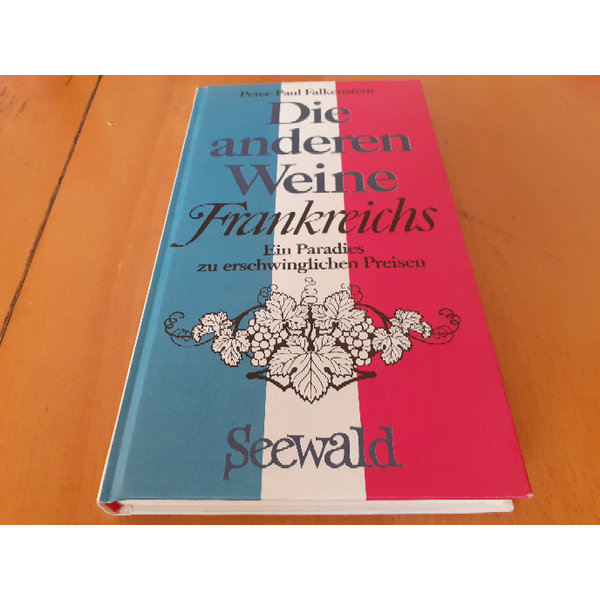 Peter Paul Falkenstein
Die
anderen
Weine
Frankreichs
Ein Paradies
zu erschwinglichen Preisen
Seewald